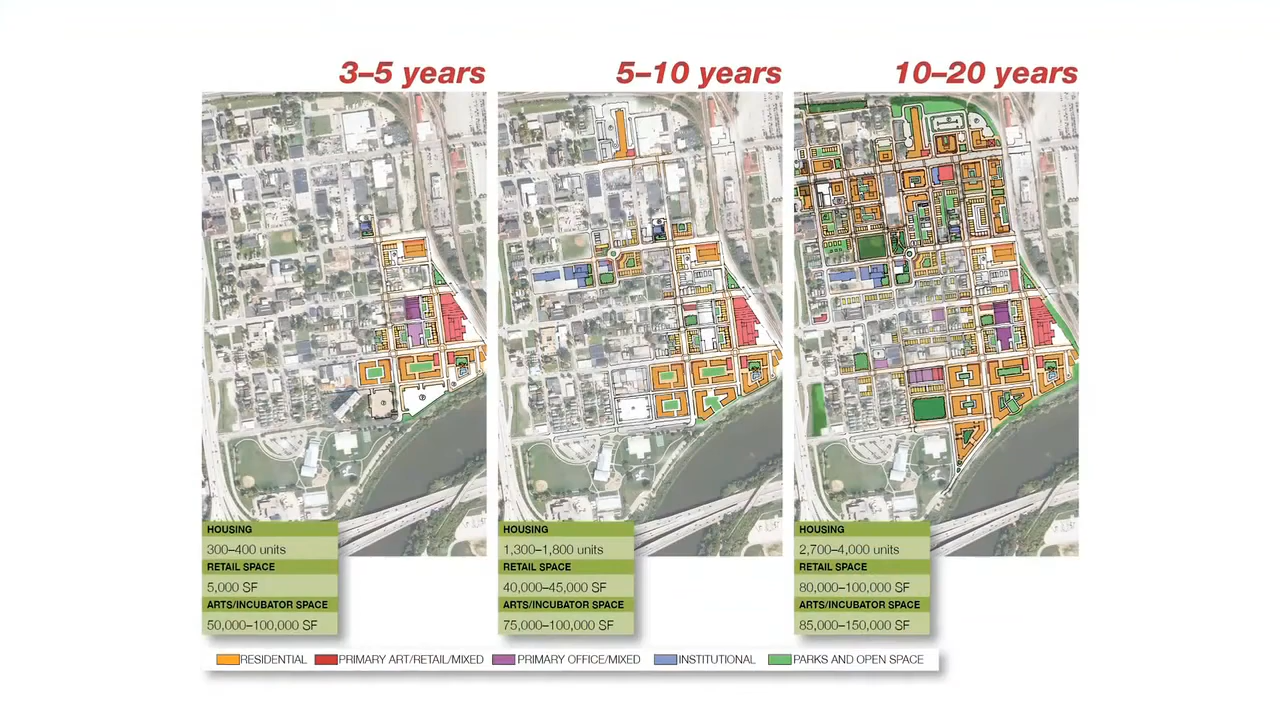 3–5 years
5–10 years
10–20 years
HOUSING
300–400 units
RETAIL SPACE
5,000 SF
ARTS/INCUBATOR SPACE
50,000–100,000 SF
HOUSING
1,300–1,800 units
RETAIL SPACE
40,000–45,000 SF
ARTS/INCUBATOR SPACE
75,000–100,000 SF
HOUSING
2,700–4,000 units
RETAIL SPACE
80,000–100,000 SF
ARTS/INCUBATOR SPACE
85,000–150,000 SF
RESIDENTIAL
PRIMARY ART/RETAIL/MIXED
PRIMARY OFFICE/MIXED
INSTITUTIONAL
PARKS AND OPEN SPACE